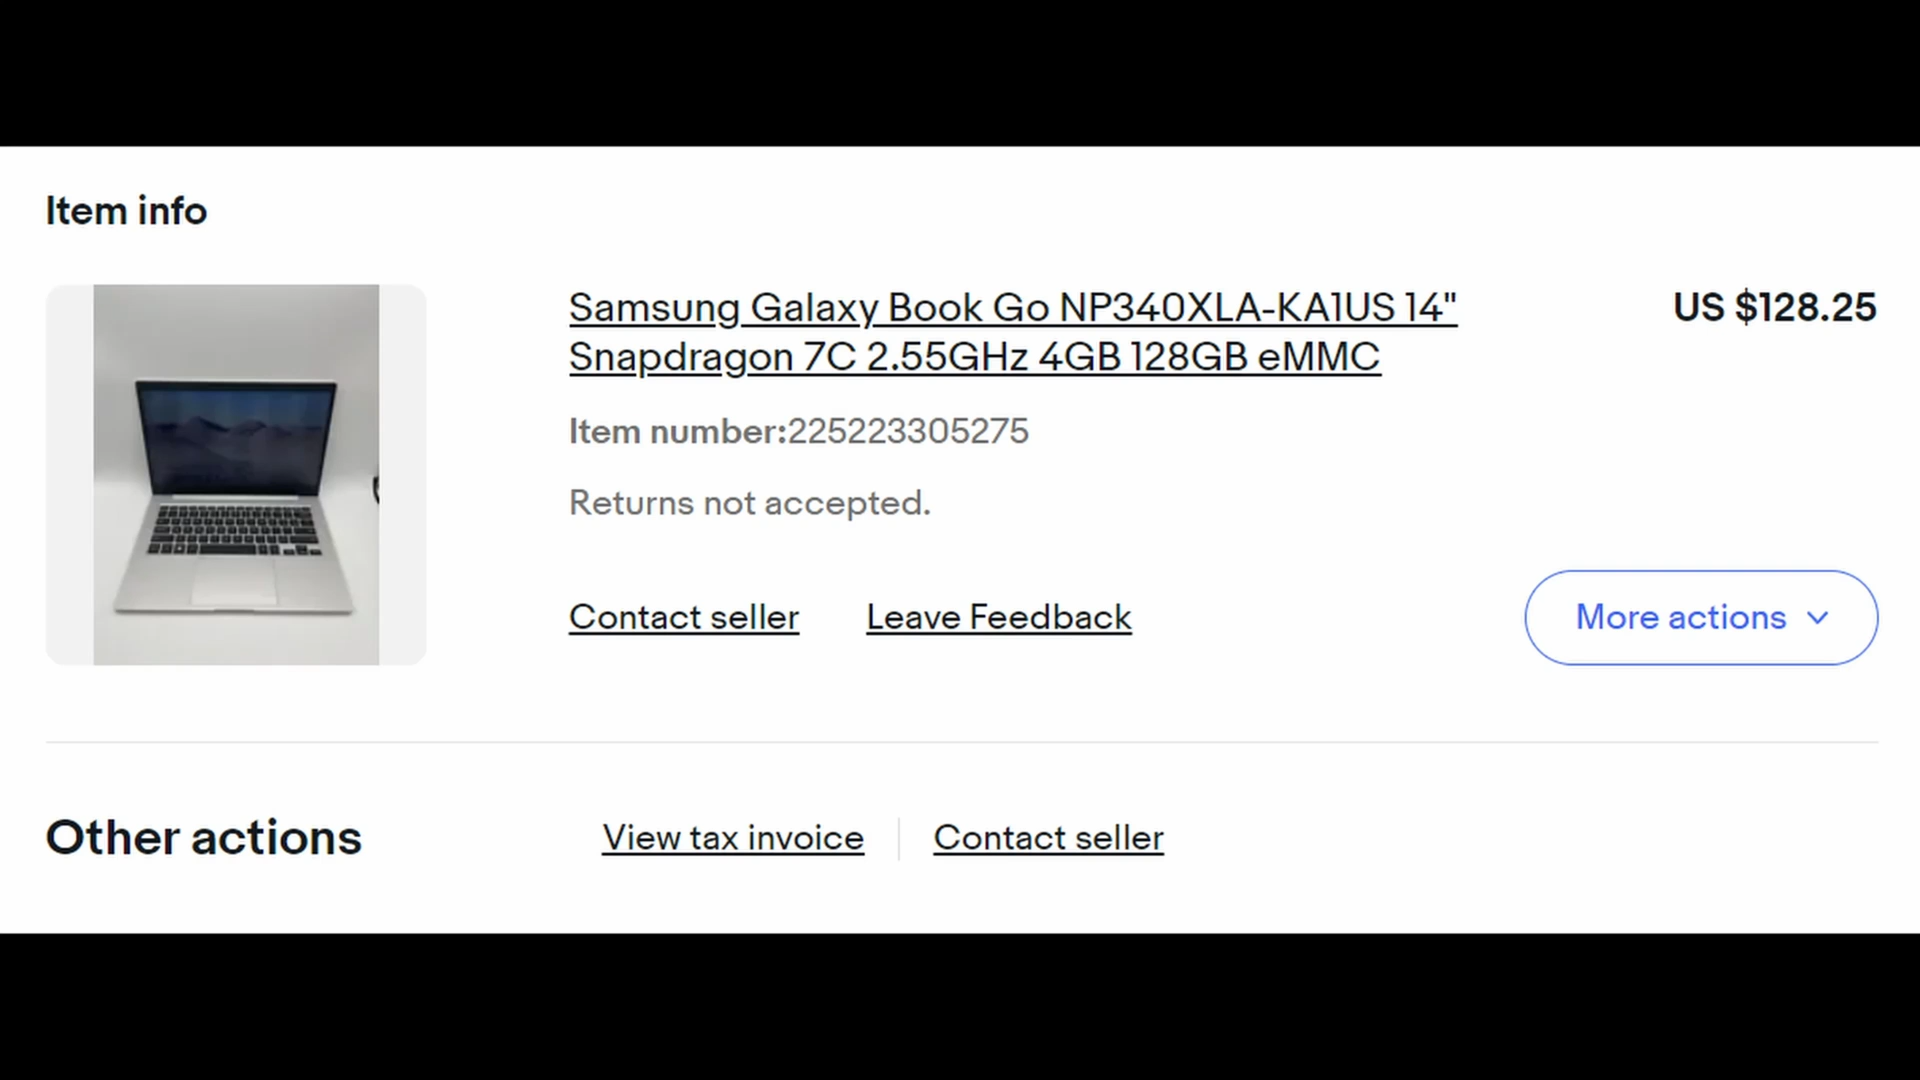 Item info
Samsung Galaxy Book Go NP340XLA-KA1US 14"
Snapdragon 7C 2.55GHz 4GB 128GB eMMC
US $128.25
Item number:225223305275
Returns not accepted.
Contact seller
Leave Feedback
More actions
Other actions
View tax invoice
Contact seller